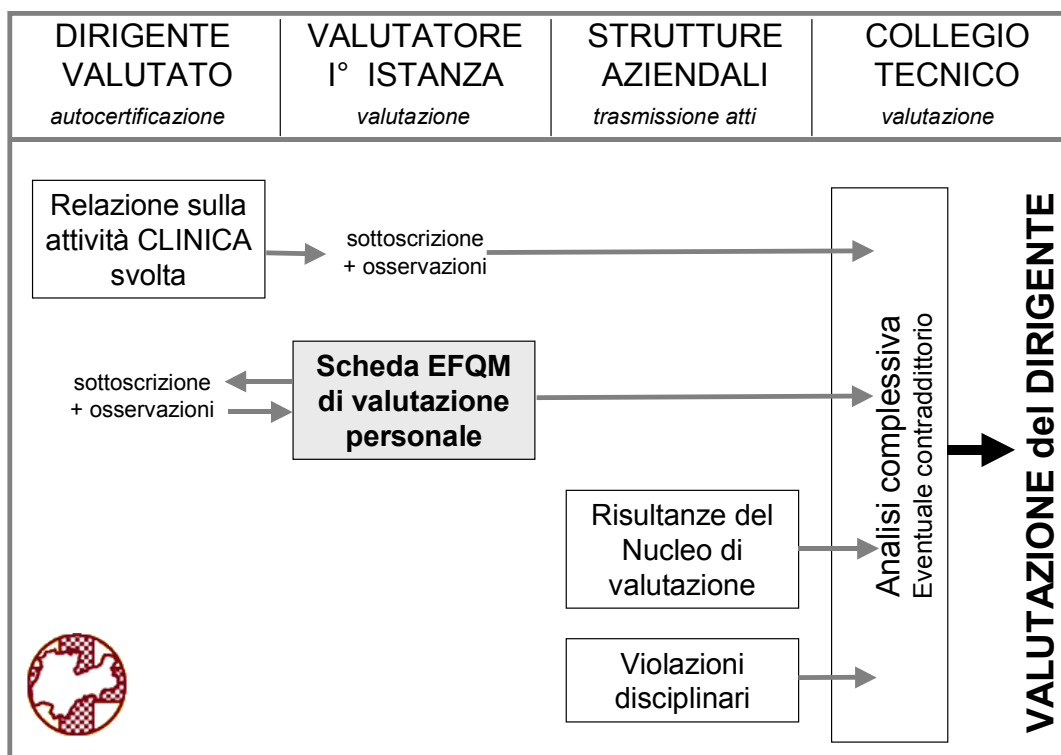 DIRIGENTE
VALUTATO
autocertificazione
VALUTATORE
I° ISTANZA
valutazione
STRUTTURE
AZIENDALI
trasmissione atti
COLLEGIO
TECNICO
valutazione
Relazione sulla
attività CLINICA
svolta
sottoscrizione
+ osservazioni
sottoscrizione
+ osservazioni
Scheda EFQM
di valutazione
personale
Risultanze del
Nucleo di
valutazione
Violazioni
disciplinari
Analisi complessiva
Eventuale contraddittorio
VALUTAZIONE del DIRIGENTE